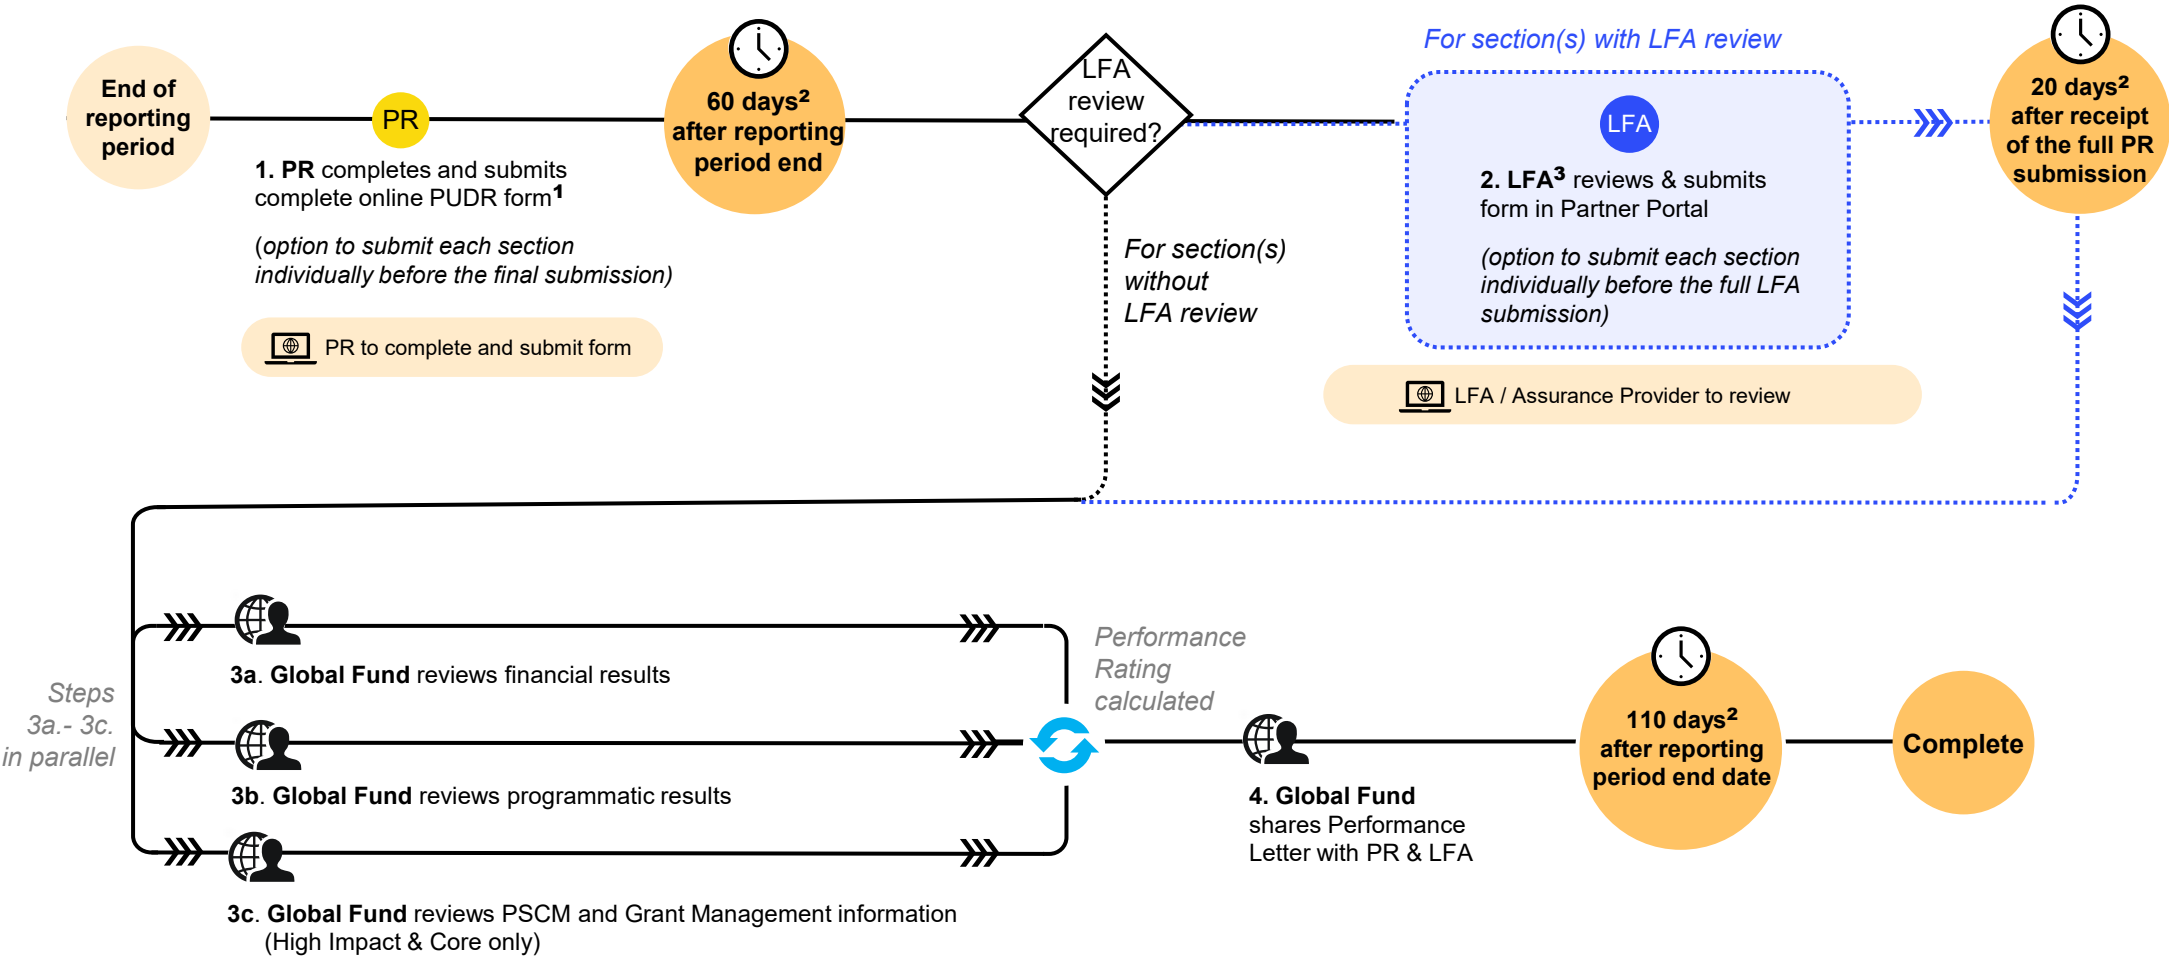 End of
reporting
period
PR
1. PR completes and submits
complete online PUDR form¹
(option to submit each section
individually before the final submission)
PR to complete and submit form
60 days²
after reporting
period end
LFA
review
required?
For section(s)
without
LFA review
For section(s) with LFA review
LFA
2. LFA³ reviews & submits
form in Partner Portal
(option to submit each section
individually before the full LFA
submission)
LFA / Assurance Provider to review
20 days²
after receipt
of the full PR
submission
Steps
3a.- 3c.
in parallel
3a. Global Fund reviews financial results
3b. Global Fund reviews programmatic results
3c. Global Fund reviews PSCM and Grant Management information
(High Impact & Core only)
Performance
Rating
calculated
4. Global Fund
shares Performance
Letter with PR & LFA
110 days²
after reporting
period end date
Complete